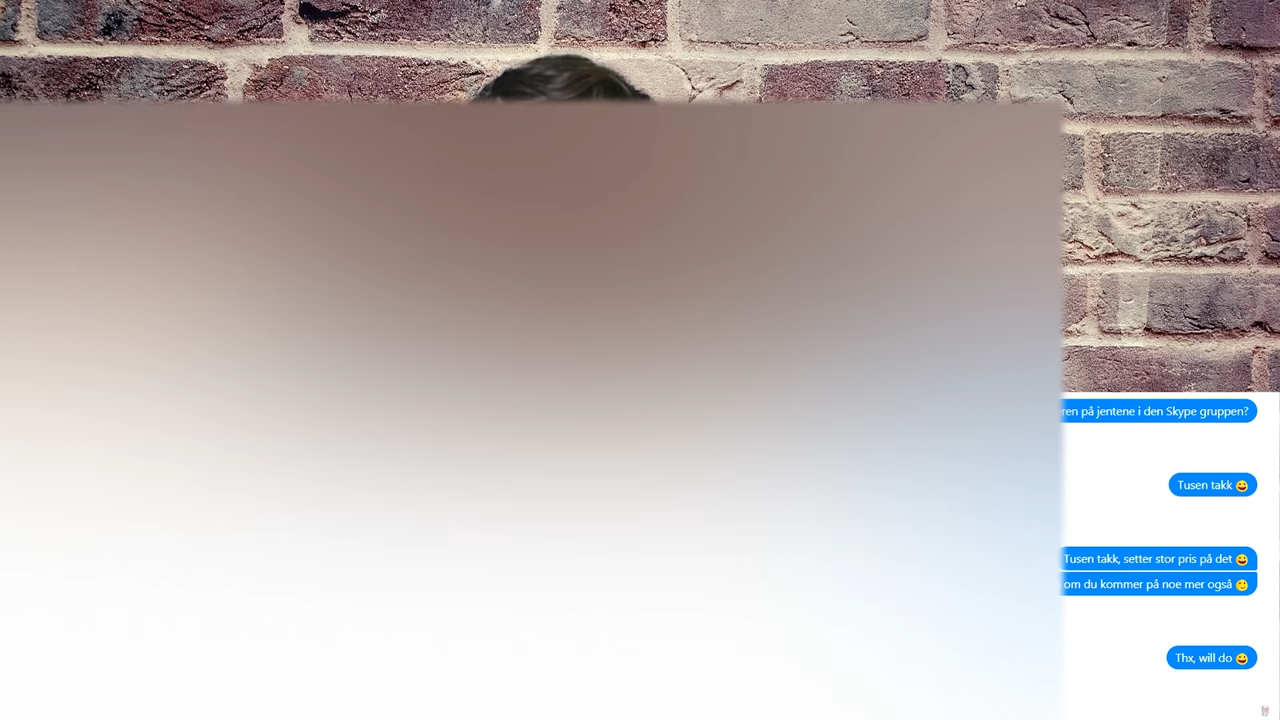 på jentene i den Skype gruppen?
Tusen takk 😀
Tusen takk, setter stor pris på det 😀
om du kommer på noe mer også 🙂
Thx, will do 😀